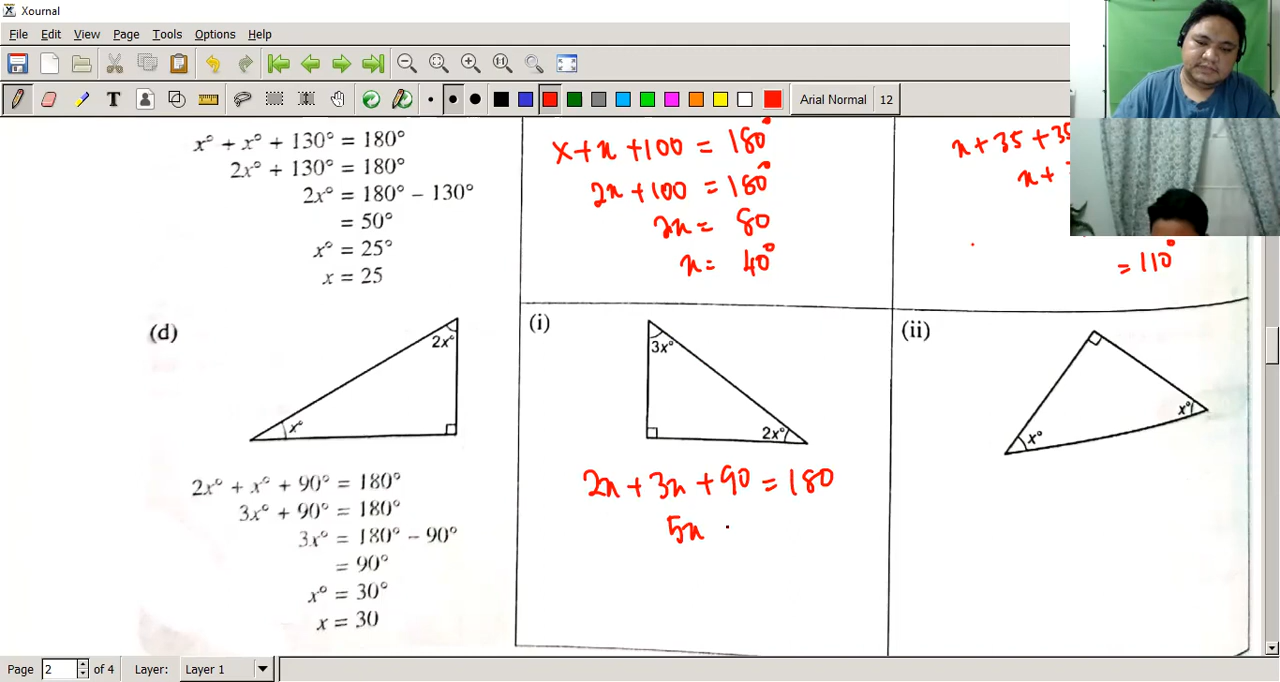 Xournal
File Edit View Page Tools Options Help
Arial Normal 12
x° + x° + 130° = 180°
2x° + 130° = 180°
2x° = 180° − 130°
= 50°
x° = 25°
x = 25
x + x + 100 = 180°
2x + 100 = 180°
2x = 80
x = 40°
x + 35 + 35
x +
= 110°
(d)
2x°
x°
2x° + x° + 90° = 180°
3x° + 90° = 180°
3x° = 180° − 90°
= 90°
x° = 30°
x = 30
(i)
3x°
2x°
2x + 3x + 90 = 180
5x
(ii)
x°
x°
Page 2 of 4 Layer: Layer 1